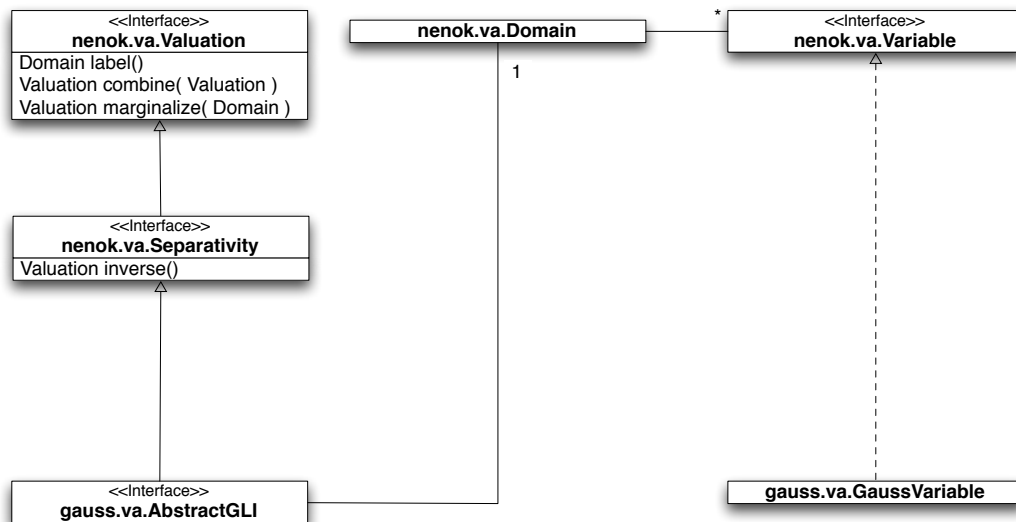 <<Interface>>
nenok.va.Valuation
Domain label()
Valuation combine( Valuation )
Valuation marginalize( Domain )
nenok.va.Domain
1
*
<<Interface>>
nenok.va.Variable
<<Interface>>
nenok.va.Separativity
Valuation inverse()
<<Interface>>
gauss.va.AbstractGLI
gauss.va.GaussVariable